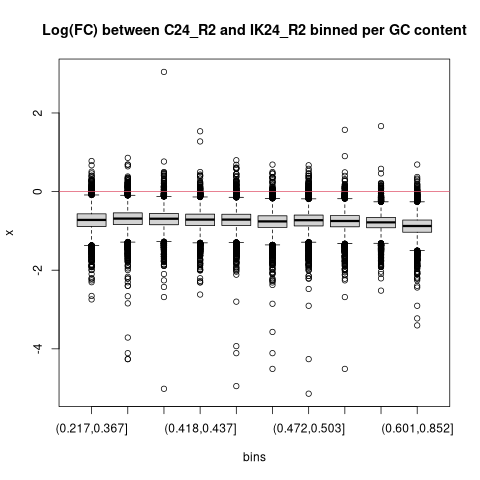 Log(FC) between C24_R2 and IK24_R2 binned per GC content
2
0
-2
-4
x
(0.217,0.367] (0.418,0.437] (0.472,0.503] (0.601,0.852]
bins